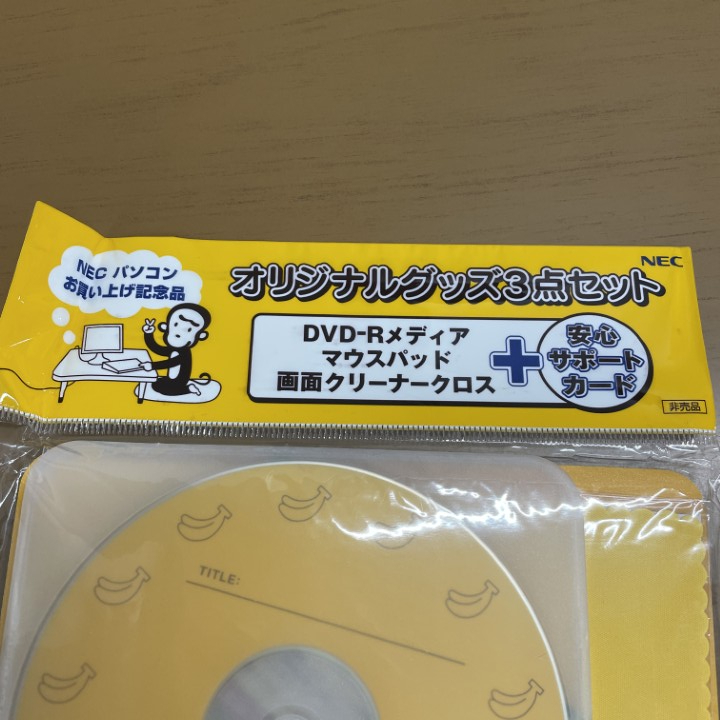 NEC パソコン
お買い上げ記念品
オリジナルグッズ3点セット
NEC
DVD-Rメディア
マウスパッド
画面クリーナークロス
+
安心
サポート
カード
非売品
TITLE: